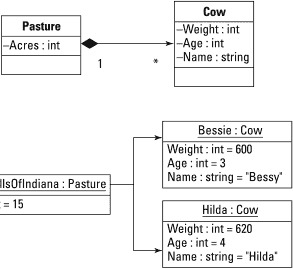 Pasture
–Acres : int
1
*
Cow
–Weight : int
–Age : int
–Name : string
Bessie : Cow
Weight : int = 600
Age : int = 3
Name : string = "Bessy"
llsOfIndiana : Pasture
= 15
Hilda : Cow
Weight : int = 620
Age : int = 4
Name : string = "Hilda"